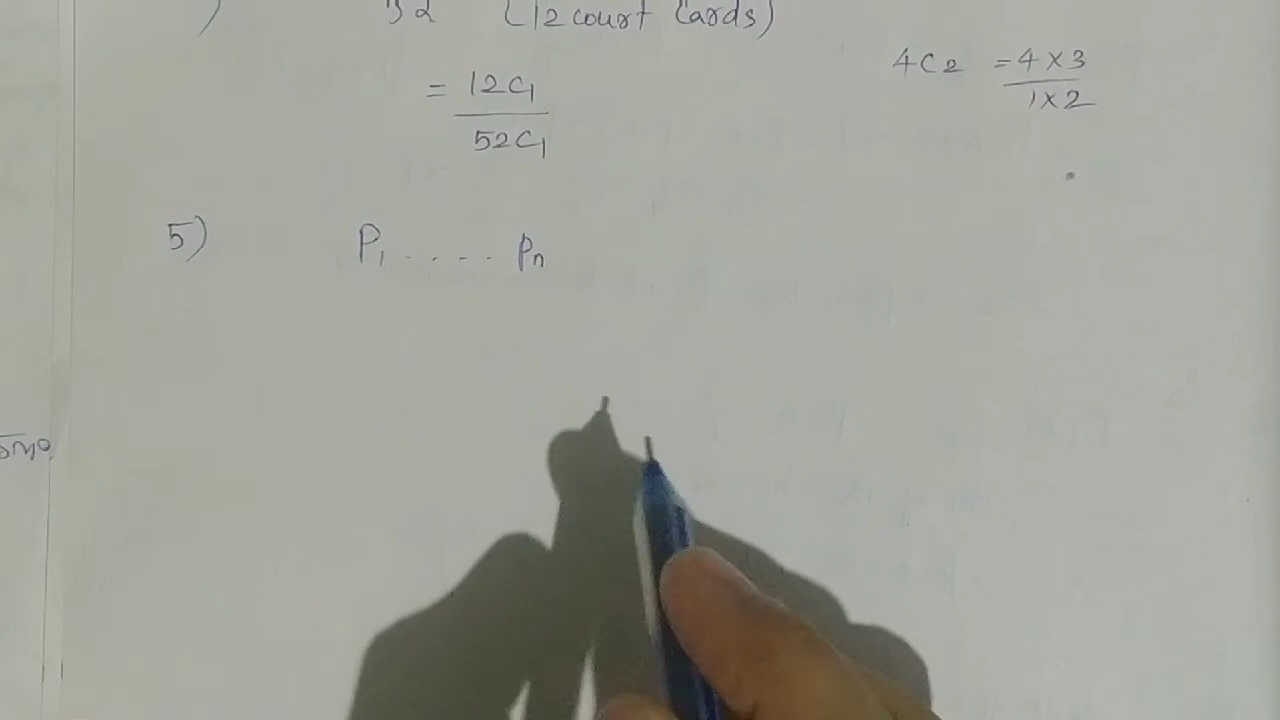 ) 52 (12 court Cards)
= 12C1
52C1
4C2 = 4 x 3
1 x 2
5) P1 ..... Pn